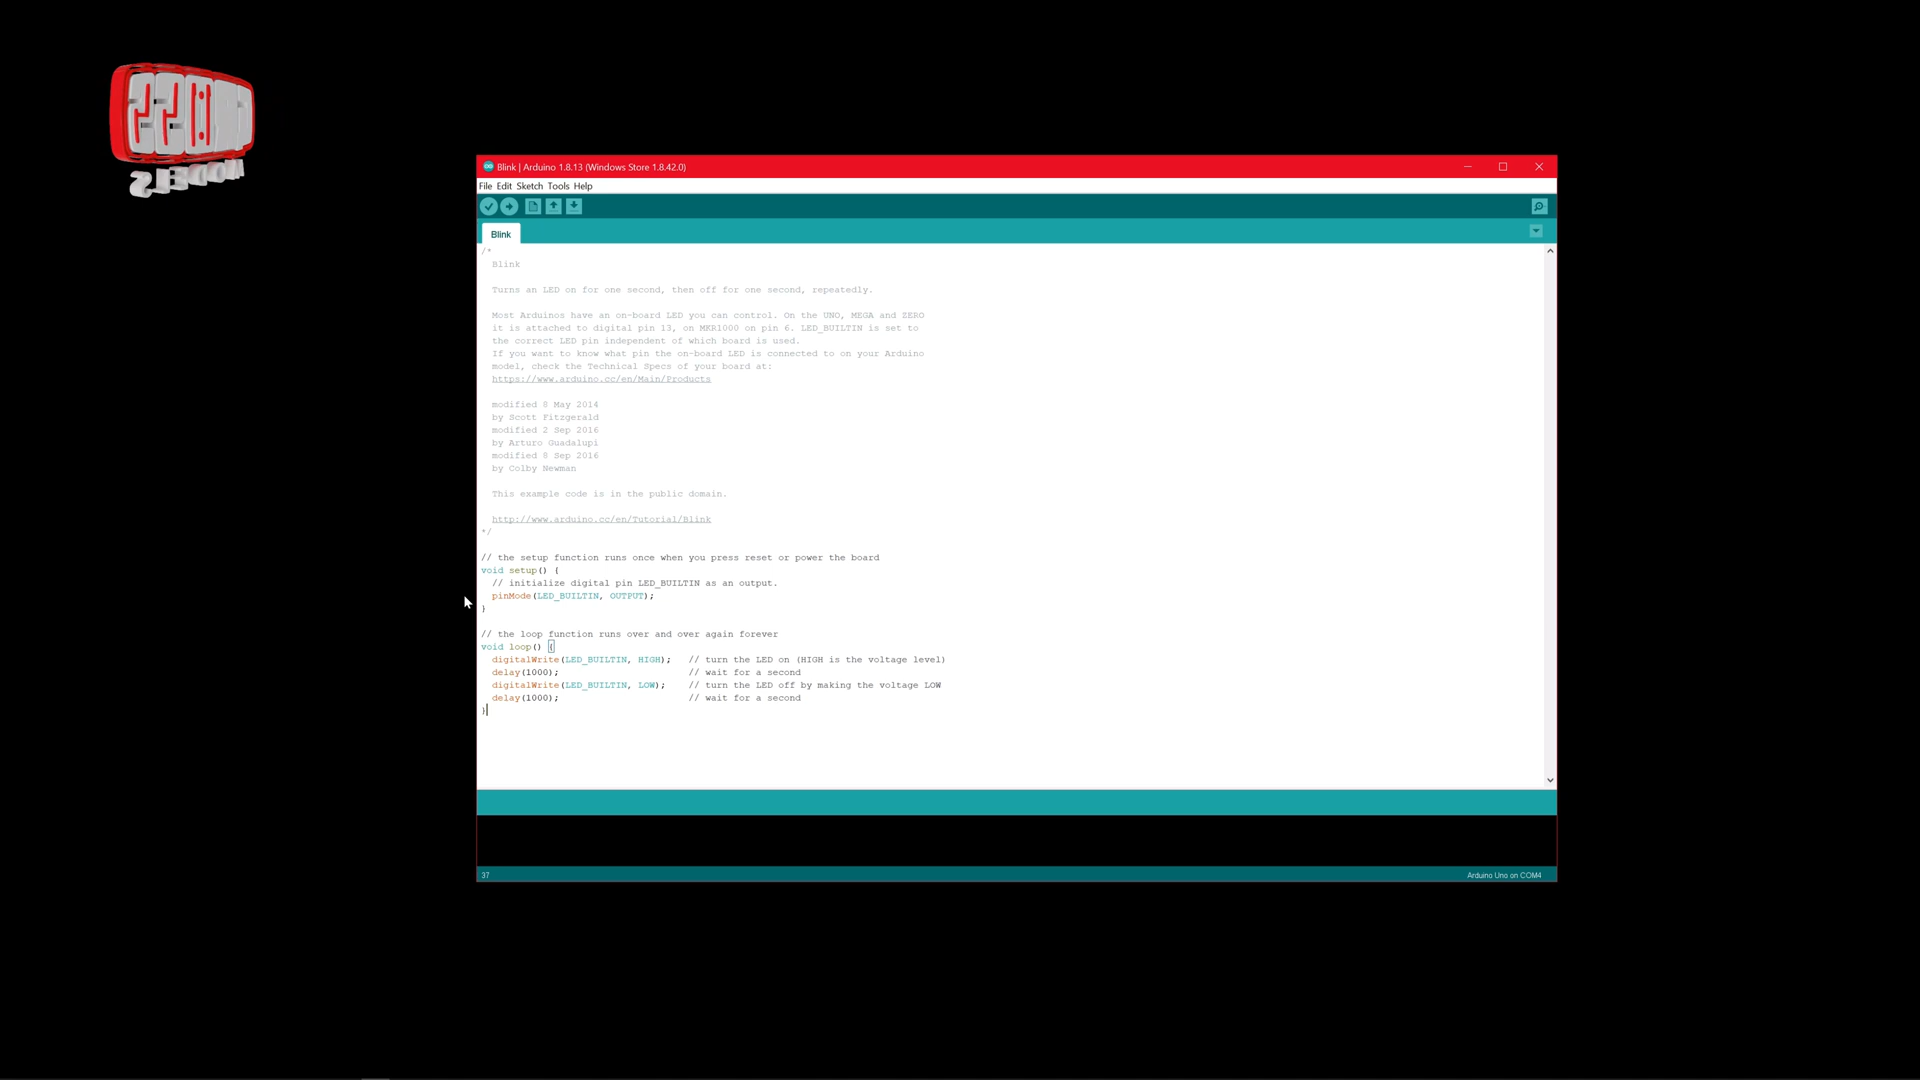 Blink | Arduino 1.8.13 (Windows Store 1.8.42.0)
File Edit Sketch Tools Help
Blink
/*
  Blink

  Turns an LED on for one second, then off for one second, repeatedly.

  Most Arduinos have an on-board LED you can control. On the UNO, MEGA and ZERO
  it is attached to digital pin 13, on MKR1000 on pin 6. LED_BUILTIN is set to
  the correct LED pin independent of which board is used.
  If you want to know what pin the on-board LED is connected to on your Arduino
  model, check the Technical Specs of your board at:
  https://www.arduino.cc/en/Main/Products

  modified 8 May 2014
  by Scott Fitzgerald
  modified 2 Sep 2016
  by Arturo Guadalupi
  modified 8 Sep 2016
  by Colby Newman

  This example code is in the public domain.

  http://www.arduino.cc/en/Tutorial/Blink
*/

// the setup function runs once when you press reset or power the board
void setup() {
  // initialize digital pin LED_BUILTIN as an output.
  pinMode(LED_BUILTIN, OUTPUT);
}

// the loop function runs over and over again forever
void loop() {
  digitalWrite(LED_BUILTIN, HIGH);   // turn the LED on (HIGH is the voltage level)
  delay(1000);                       // wait for a second
  digitalWrite(LED_BUILTIN, LOW);    // turn the LED off by making the voltage LOW
  delay(1000);                       // wait for a second
}
37
Arduino Uno on COM4